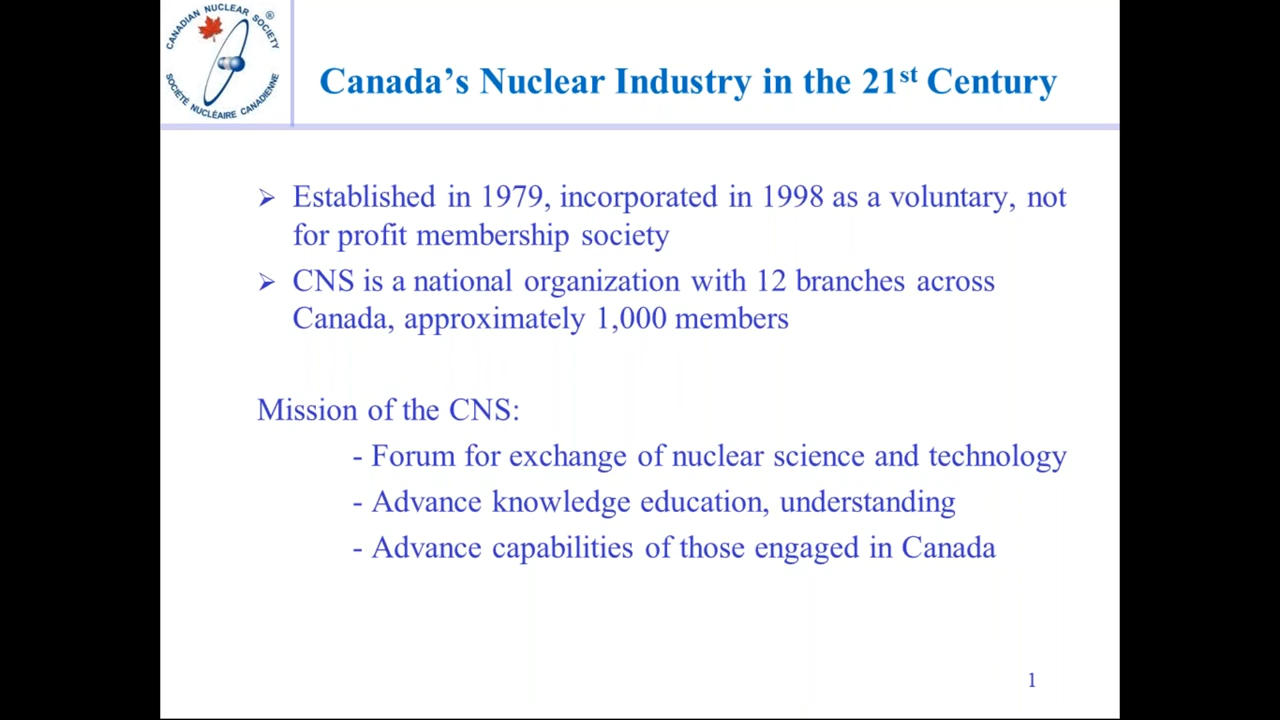 CANADIAN NUCLEAR SOCIETY ®
SOCIÉTÉ NUCLÉAIRE CANADIENNE
Canada’s Nuclear Industry in the 21st Century
➢ Established in 1979, incorporated in 1998 as a voluntary, not
for profit membership society
➢ CNS is a national organization with 12 branches across
Canada, approximately 1,000 members
Mission of the CNS:
- Forum for exchange of nuclear science and technology
- Advance knowledge education, understanding
- Advance capabilities of those engaged in Canada
1